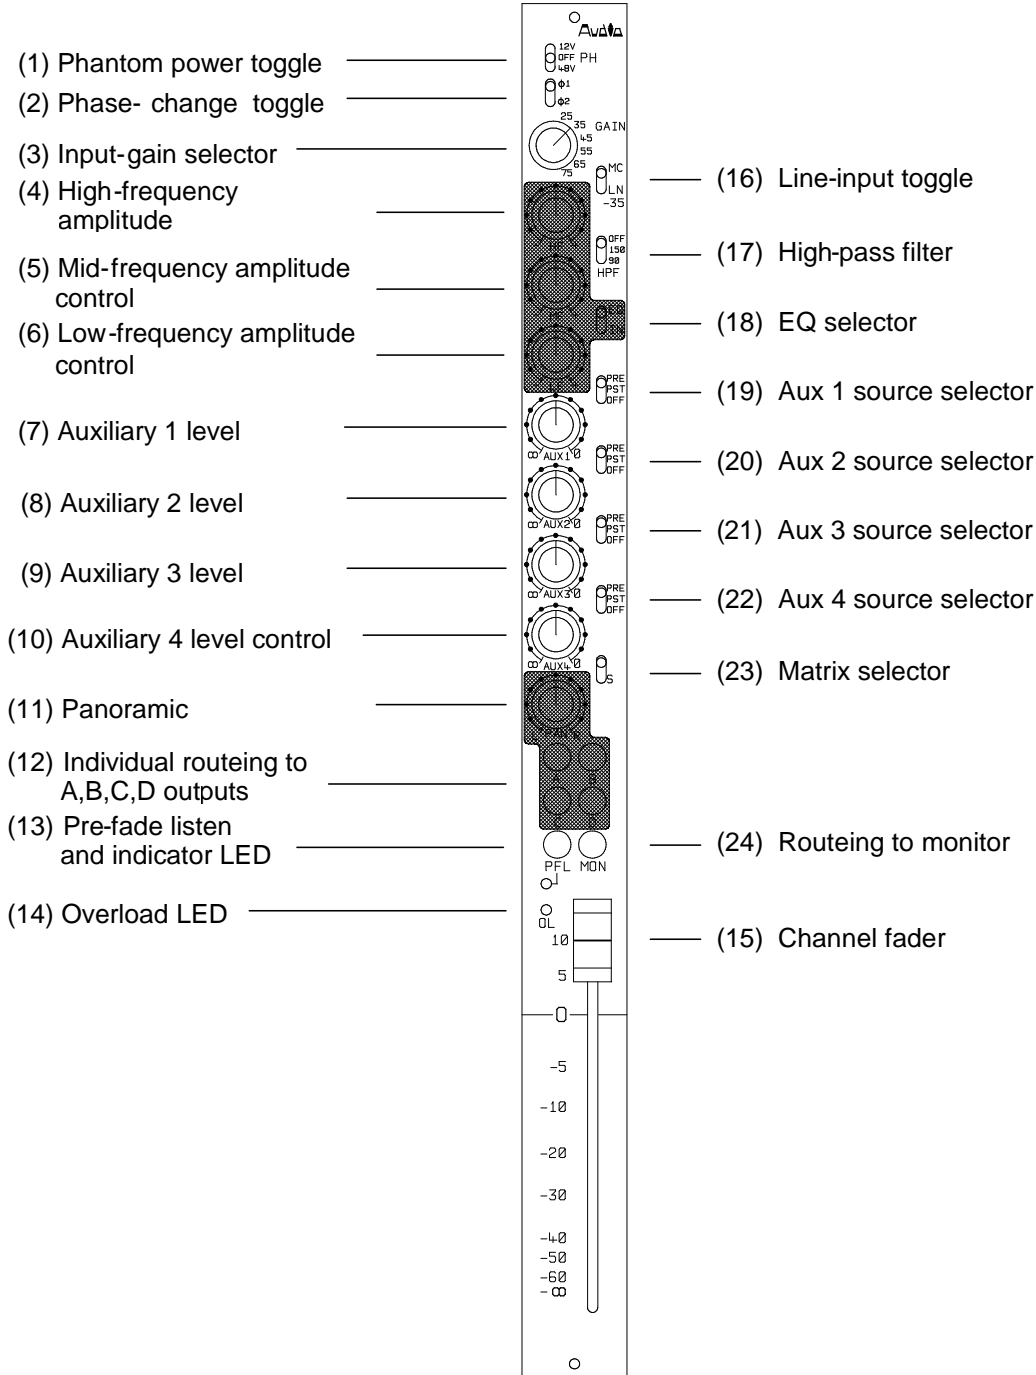 (1) Phantom power toggle
(2) Phase- change toggle
(3) Input-gain selector
(4) High-frequency
amplitude
(5) Mid-frequency amplitude
control
(6) Low-frequency amplitude
control
(7) Auxiliary 1 level
(8) Auxiliary 2 level
(9) Auxiliary 3 level
(10) Auxiliary 4 level control
(11) Panoramic
(12) Individual routeing to
A,B,C,D outputs
(13) Pre-fade listen
and indicator LED
(14) Overload LED
Audio
12V
OFF PH
48V
ϕ1
ϕ2
25
35 GAIN
45
55
65
75
MC
LN
-35
OFF
150
90
HPF
PRE
PST
OFF
∞ AUX1 0
PRE
PST
OFF
∞ AUX2 0
PRE
PST
OFF
∞ AUX3 0
PRE
PST
OFF
∞ AUX4 0
S
PFL MON
OL
10
5
0
-5
-10
-20
-30
-40
-50
-60
-∞
(16) Line-input toggle
(17) High-pass filter
(18) EQ selector
(19) Aux 1 source selector
(20) Aux 2 source selector
(21) Aux 3 source selector
(22) Aux 4 source selector
(23) Matrix selector
(24) Routeing to monitor
(15) Channel fader